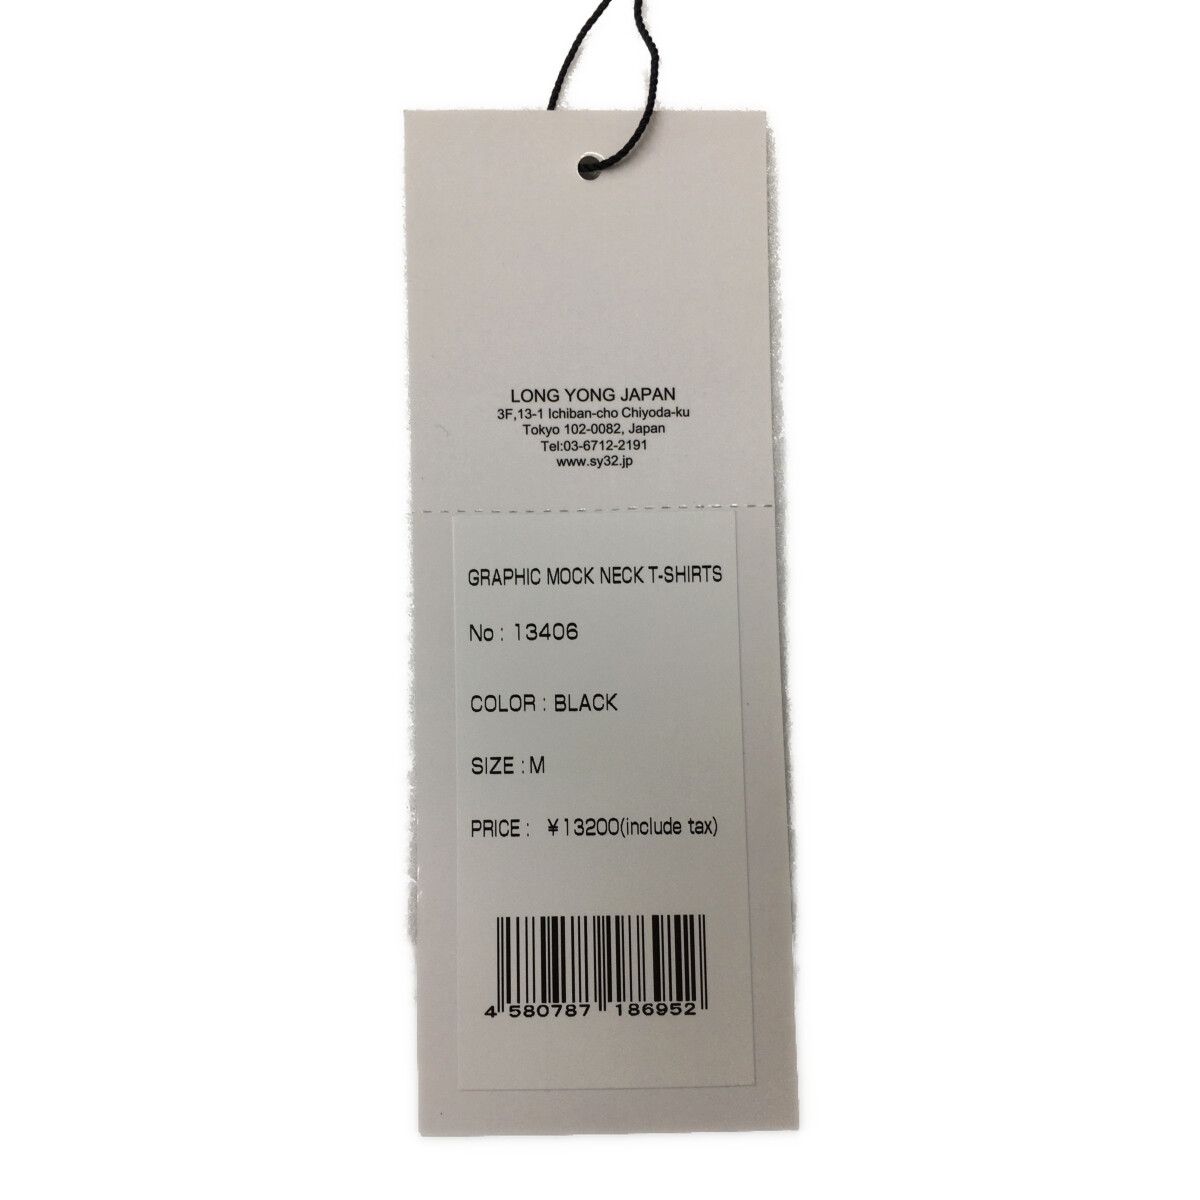 LONG YONG JAPAN
3F,13-1 Ichiban-cho Chiyoda-ku
Tokyo 102-0082, Japan
Tel:03-6712-2191
www.sy32.jp
GRAPHIC MOCK NECK T-SHIRTS
No : 13406
COLOR : BLACK
SIZE : M
PRICE : ¥13200(include tax)
4 580787 186952